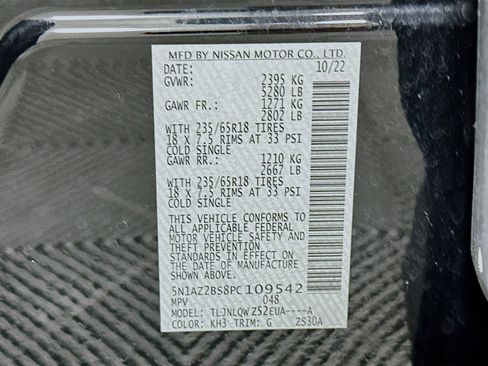 MFD BY NISSAN MOTOR CO., LTD.
DATE: 10/22
GVWR: 2395 KG
5280 LB
GAWR FR.: 1271 KG
2802 LB
WITH 235/65R18 TIRES
18 X 7.5 RIMS AT 33 PSI
COLD SINGLE
GAWR RR.: 1210 KG
2667 LB
WITH 235/65R18 TIRES
18 X 7.5 RIMS AT 33 PSI
COLD SINGLE
THIS VEHICLE CONFORMS TO
ALL APPLICABLE FEDERAL
MOTOR VEHICLE SAFETY AND
AND THEFT PREVENTION
STANDARDS IN EFFECT ON
THE DATE OF MANUFACTURE
SHOWN ABOVE.
5N1AZ2BS8PC109542
MPV 048
MODEL: TLJNLQWZ52EUA----A
COLOR: KH3 TRIM: G ZS30A